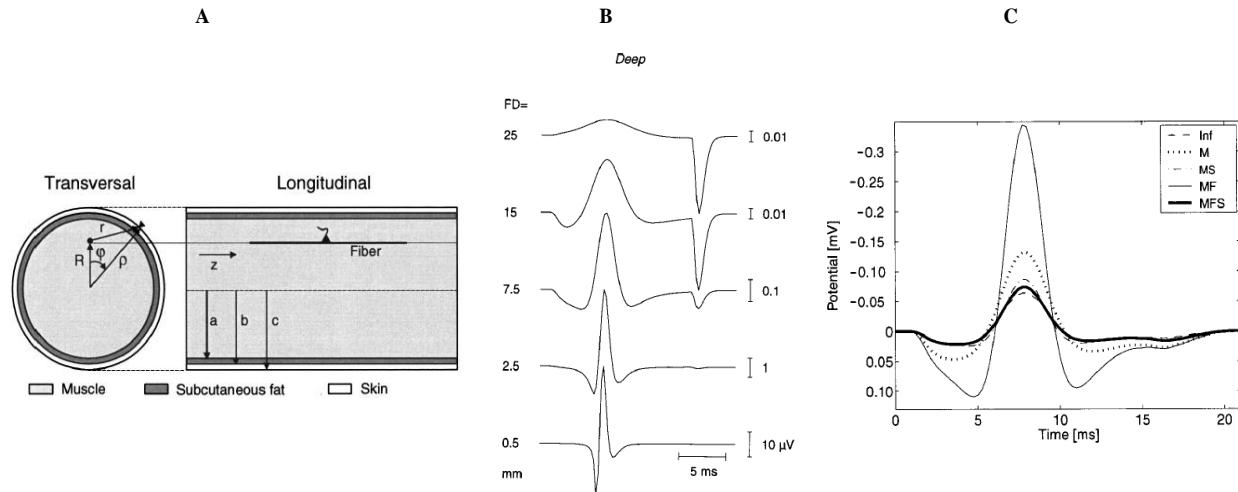 A
Transversal
Longitudinal
r
φ
R
ρ
z
Fiber
a
b
c
Muscle
Subcutaneous fat
Skin
B
Deep
FD=
25
0.01
15
0.01
7.5
0.1
2.5
1
0.5
10 μV
mm
5 ms
C
Inf
M
MS
MF
MFS
Potential [mV]
-0.3
-0.25
-0.20
-0.15
-0.10
-0.05
0
0.05
0.10
0
5
10
15
20
Time [ms]